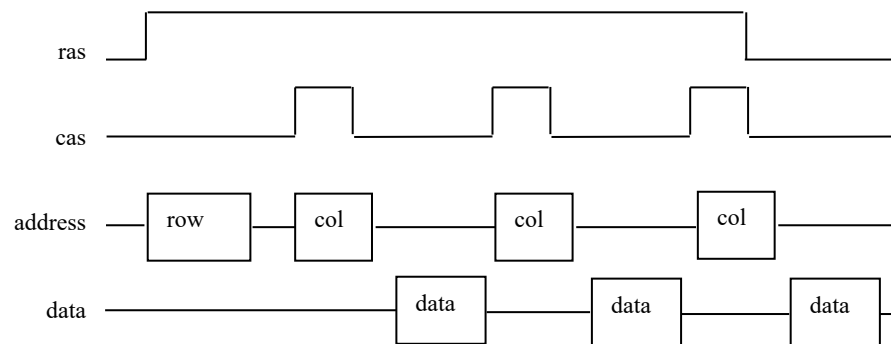 ras
cas
address row col col col
data data data data